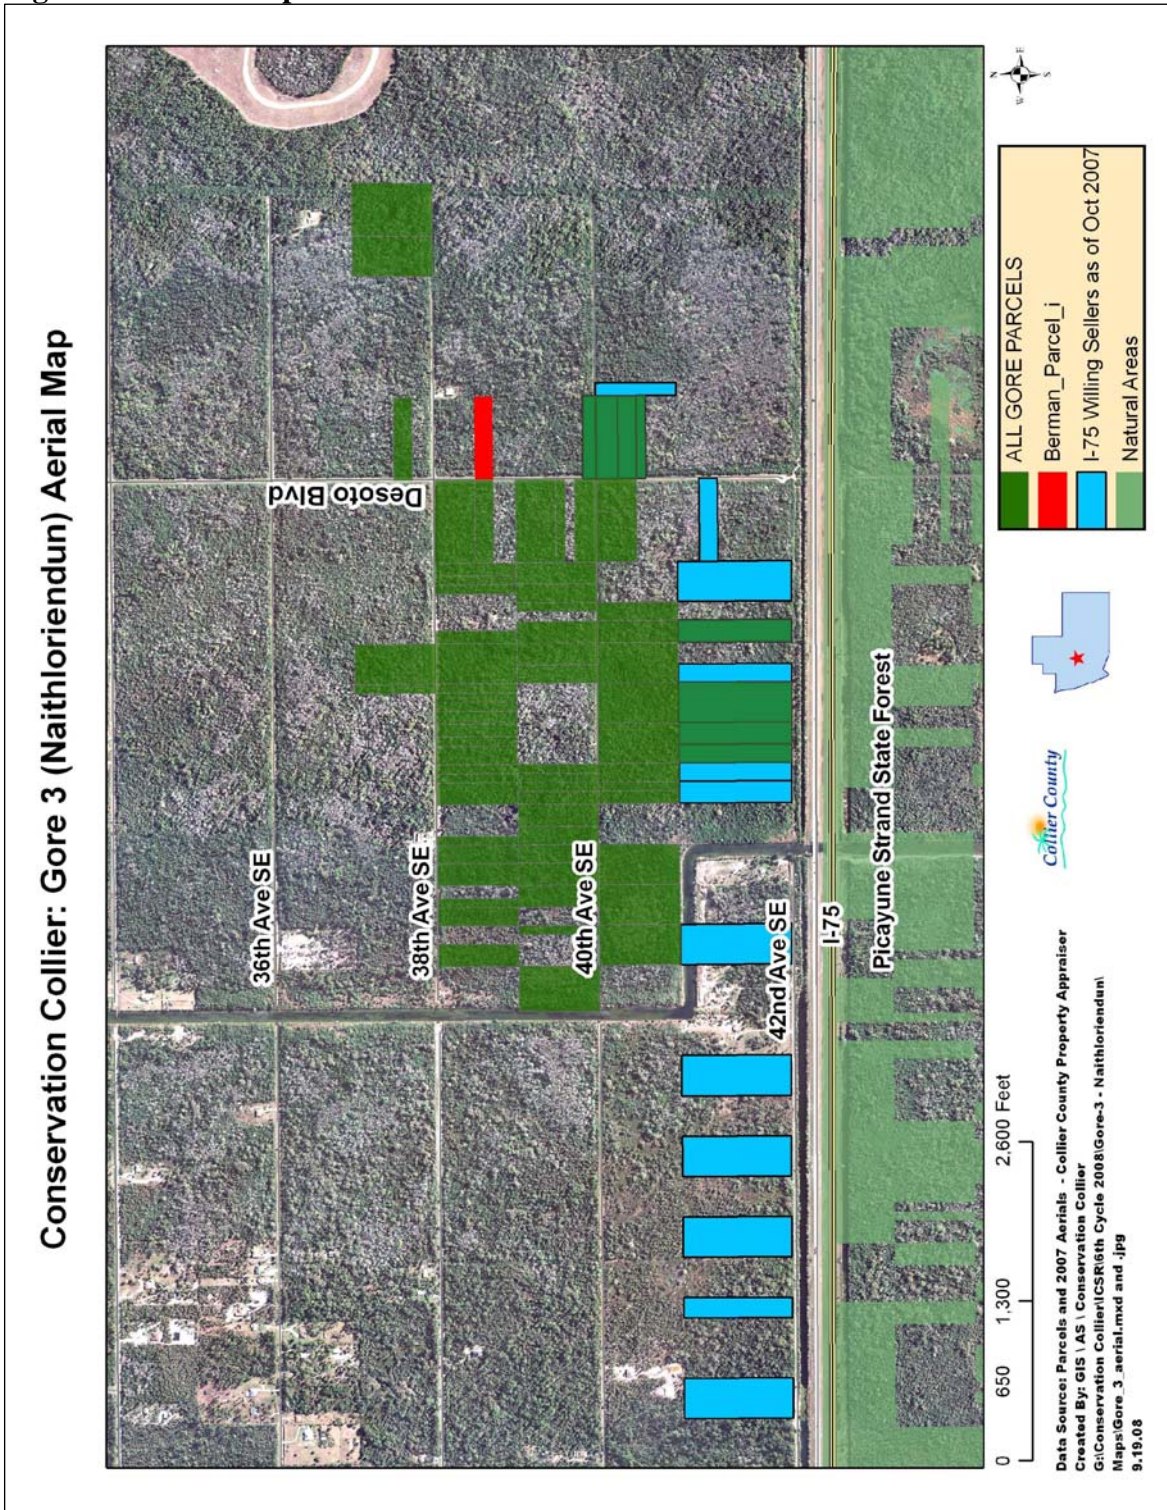 Conservation Collier: Gore 3 (Naithloriendun) Aerial Map
36th Ave SE
38th Ave SE
40th Ave SE
42nd Ave SE
Desoto Blvd
I-75
Picayune Strand State Forest
0 650 1,300 2,600 Feet
Data Source: Parcels and 2007 Aerials - Collier County Property Appraiser
Created By: GIS \ AS \ Conservation Collier
G:\Conservation Collier\ICSR\6th Cycle 2008\Gore-3 - Naithloriendun\
Maps\Gore_3_aerial.mxd and .jpg
9.19.08
Collier County
ALL GORE PARCELS
Berman_Parcel_i
I-75 Willing Sellers as of Oct 2007
Natural Areas
N
W E
S